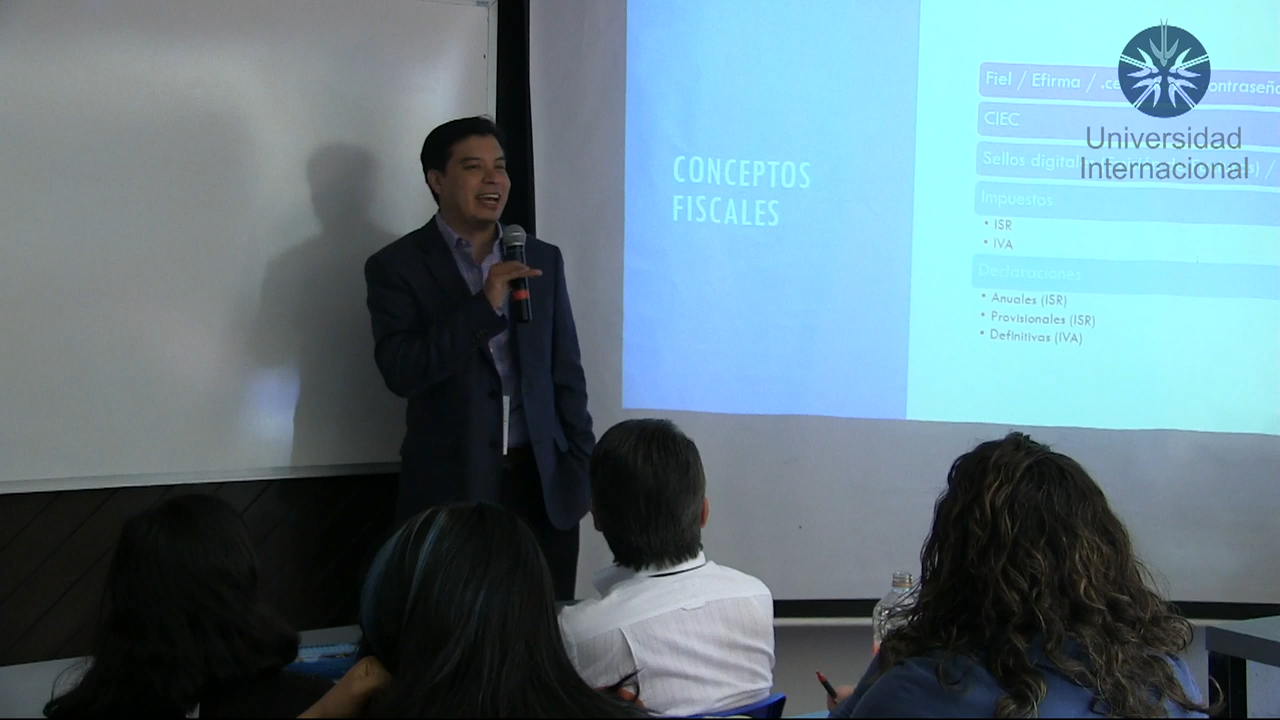 CONCEPTOS
FISCALES
Fiel / Efirma / .ce
ontraseña
CIEC
Sellos digital
Impuestos
• ISR
• IVA
Declaraciones
• Anuales (ISR)
• Provisionales (ISR)
• Definitivas (IVA)
Universidad
Internacional